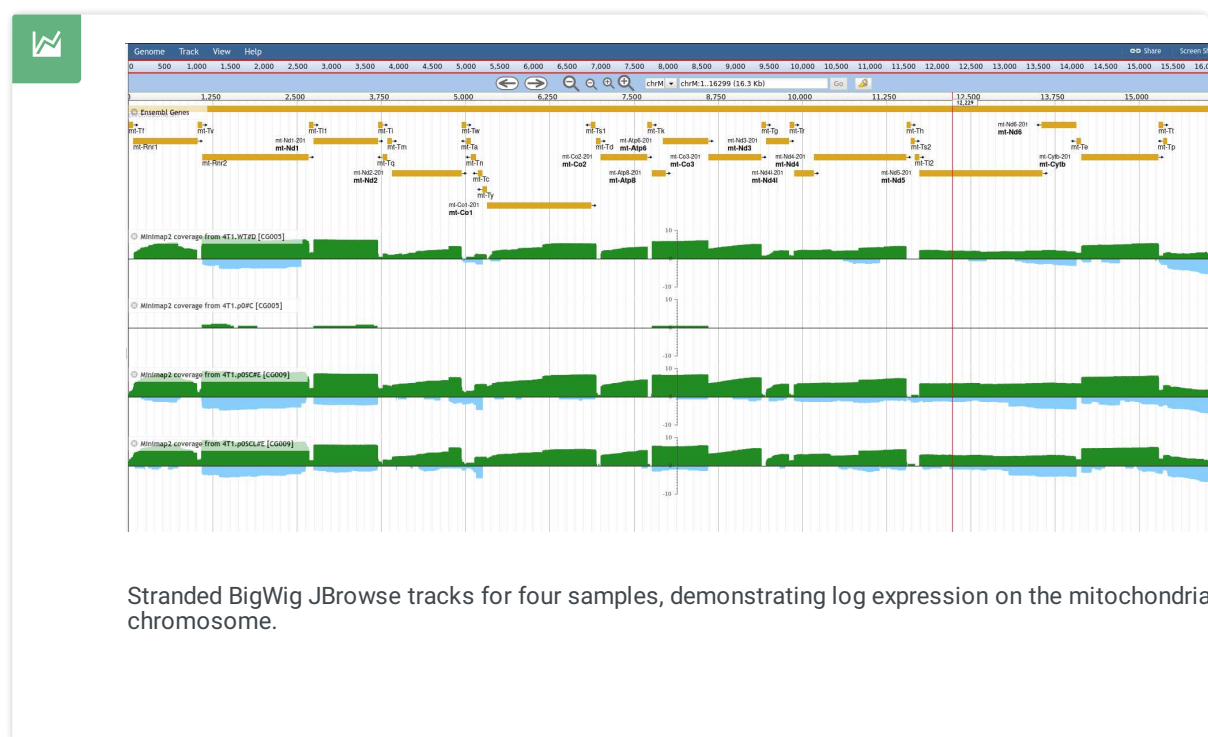 Genome Track View Help Share Screen S
0 500 1,000 1,500 2,000 2,500 3,000 3,500 4,000 4,500 5,000 5,500 6,000 6,500 7,000 7,500 8,000 8,500 9,000 9,500 10,000 10,500 11,000 11,500 12,000 12,500 13,000 13,500 14,000 14,500 15,000 15,500 16,0
chrM chrM:1..16299 (16.3 Kb) Go
1,250 2,500 3,750 5,000 6,250 7,500 8,750 10,000 11,250 12,500 13,750 15,000
12,229
Ensembl Genes
mt-Tf mt-Tv mt-Tl1 mt-Ti mt-Tw mt-Ts1 mt-Tk mt-Tg mt-Tr mt-Th mt-Nd6-201 mt-Tt
mt-Nd6
mt-Rnr1 mt-Nd1-201 mt-Tm mt-Ta mt-Td mt-Atp6-201 mt-Nd3-201 mt-Ts2 mt-Te mt-Tp
mt-Nd1 mt-Atp6 mt-Nd3
mt-Rnr2 mt-Tq mt-Tn mt-Co2-201 mt-Co3-201 mt-Nd4-201 mt-Tl2 mt-Cytb-201
mt-Co2 mt-Co3 mt-Nd4 mt-Cytb
mt-Nd2-201 mt-Tc mt-Atp8-201 mt-Nd4l-201 mt-Nd5-201
mt-Nd2 mt-Atp8 mt-Nd4l mt-Nd5
mt-Ty
mt-Co1-201
mt-Co1
Minimap2 coverage from 4T1.WT#D [CG005]
10
-10
Minimap2 coverage from 4T1.p0#C [CG005]
10
-10
Minimap2 coverage from 4T1.p0SC#E [CG009]
10
-10
Minimap2 coverage from 4T1.p0SCL#E [CG009]
10
-10
Stranded BigWig JBrowse tracks for four samples, demonstrating log expression on the mitochondria
chromosome.